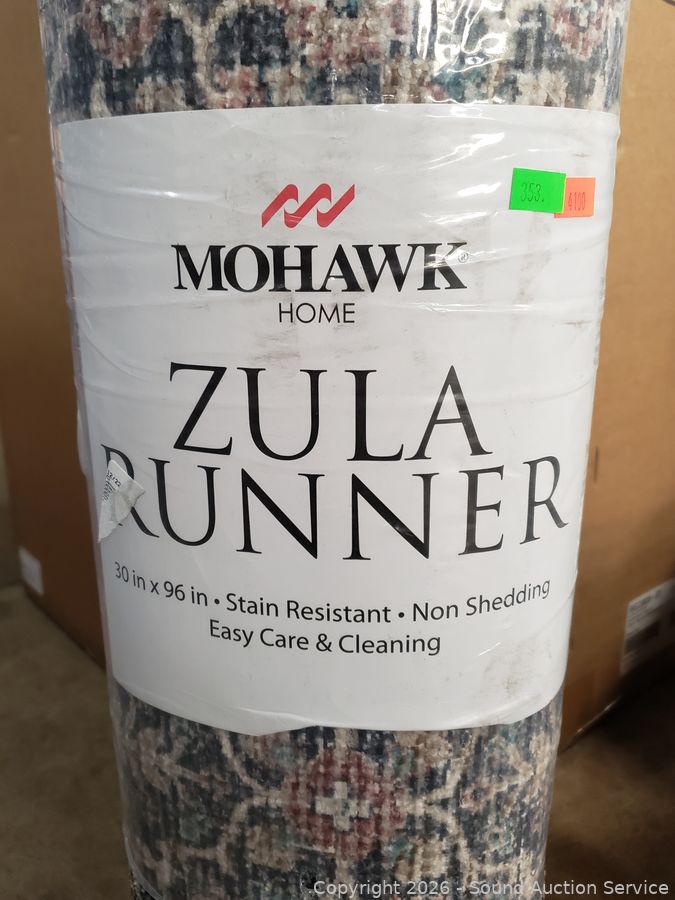 353.
4100
MOHAWK®
HOME
ZULA
RUNNER
30 in x 96 in • Stain Resistant • Non Shedding
Easy Care & Cleaning
Copyright 2026 - Sound Auction Service